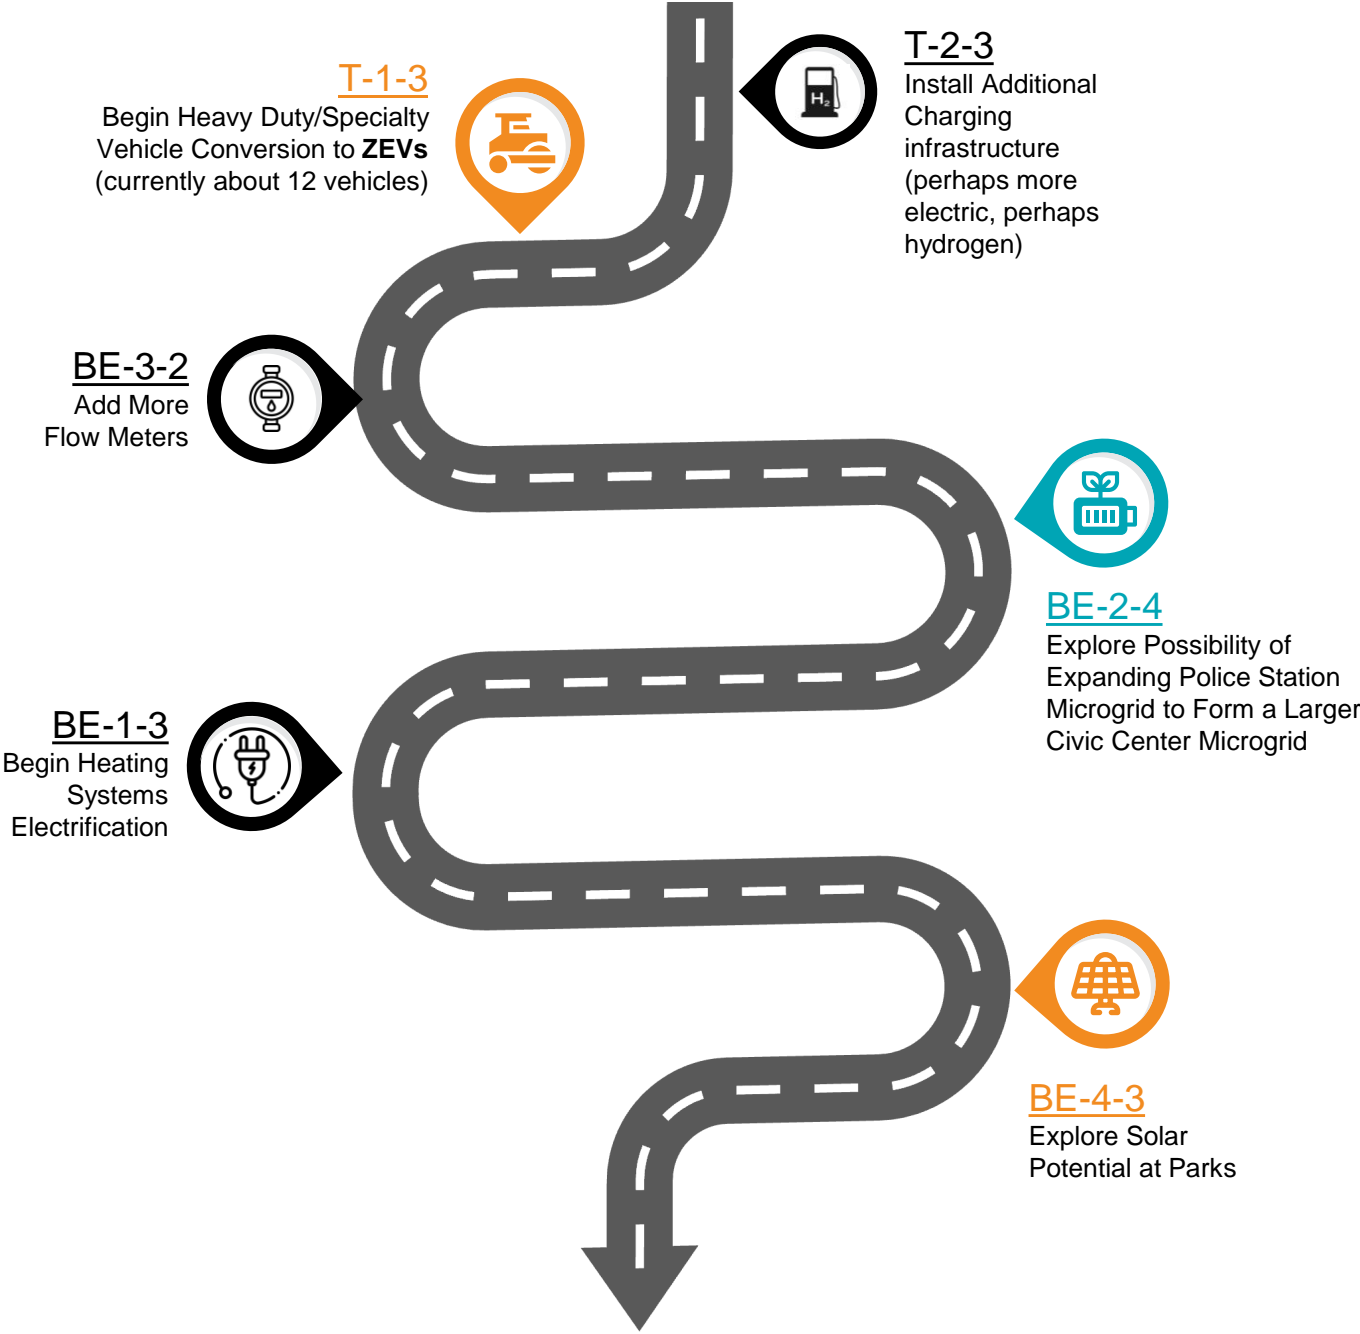 T-2-3
Install Additional
Charging
infrastructure
(perhaps more
electric, perhaps
hydrogen)
H2
T-1-3
Begin Heavy Duty/Specialty
Vehicle Conversion to ZEVs
(currently about 12 vehicles)
BE-3-2
Add More
Flow Meters
BE-2-4
Explore Possibility of
Expanding Police Station
Microgrid to Form a Larger
Civic Center Microgrid
BE-1-3
Begin Heating
Systems
Electrification
BE-4-3
Explore Solar
Potential at Parks